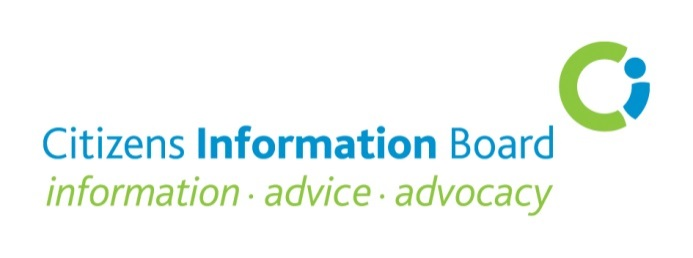 Citizens Information Board
information · advice · advocacy